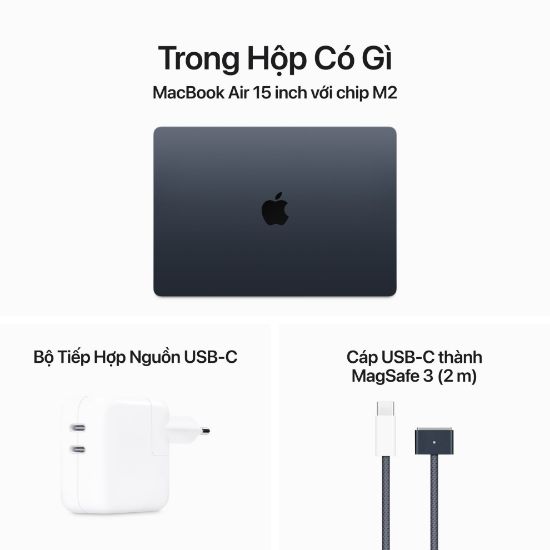 Trong Hộp Có Gì
MacBook Air 15 inch với chip M2
Bộ Tiếp Hợp Nguồn USB-C
Cáp USB-C thành
MagSafe 3 (2 m)